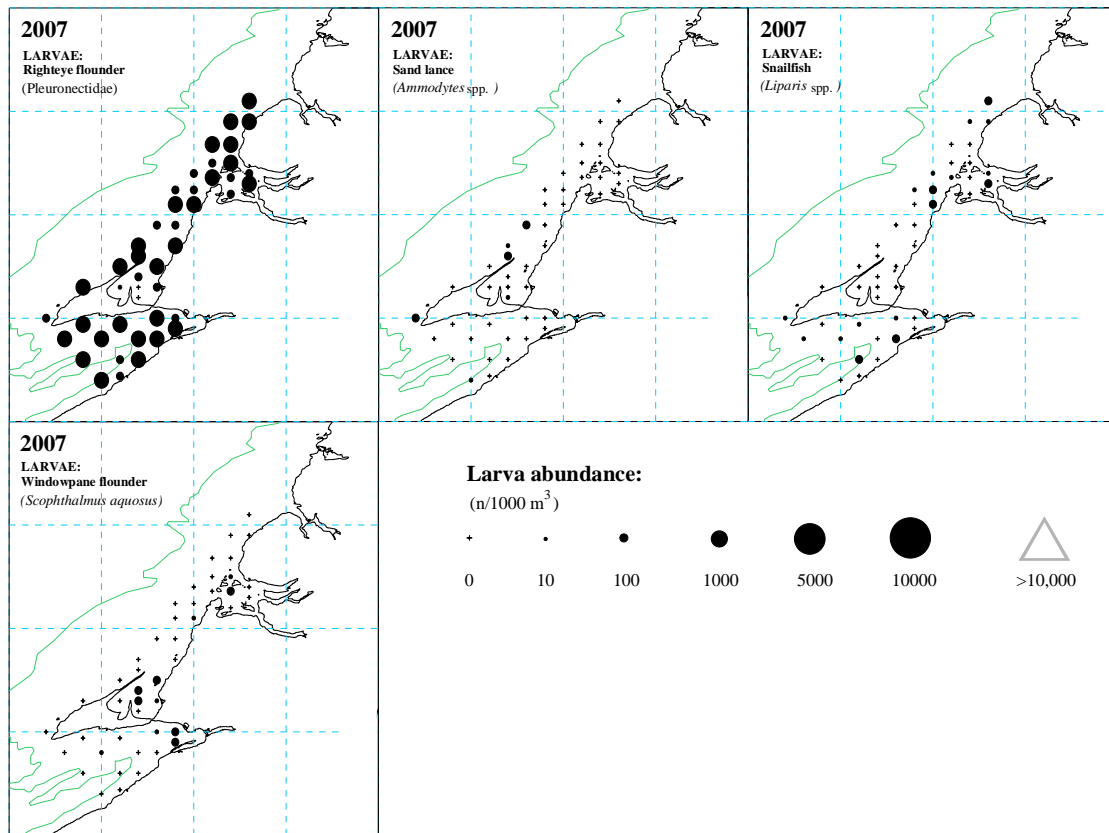 2007
LARVAE:
Righteye flounder
(Pleuronectidae)
2007
LARVAE:
Sand lance
(Ammodytes spp. )
2007
LARVAE:
Snailfish
(Liparis spp. )
2007
LARVAE:
Windowpane flounder
(Scophthalmus aquosus)
Larva abundance:
(n/1000 m3)
0 10 100 1000 5000 10000 >10,000